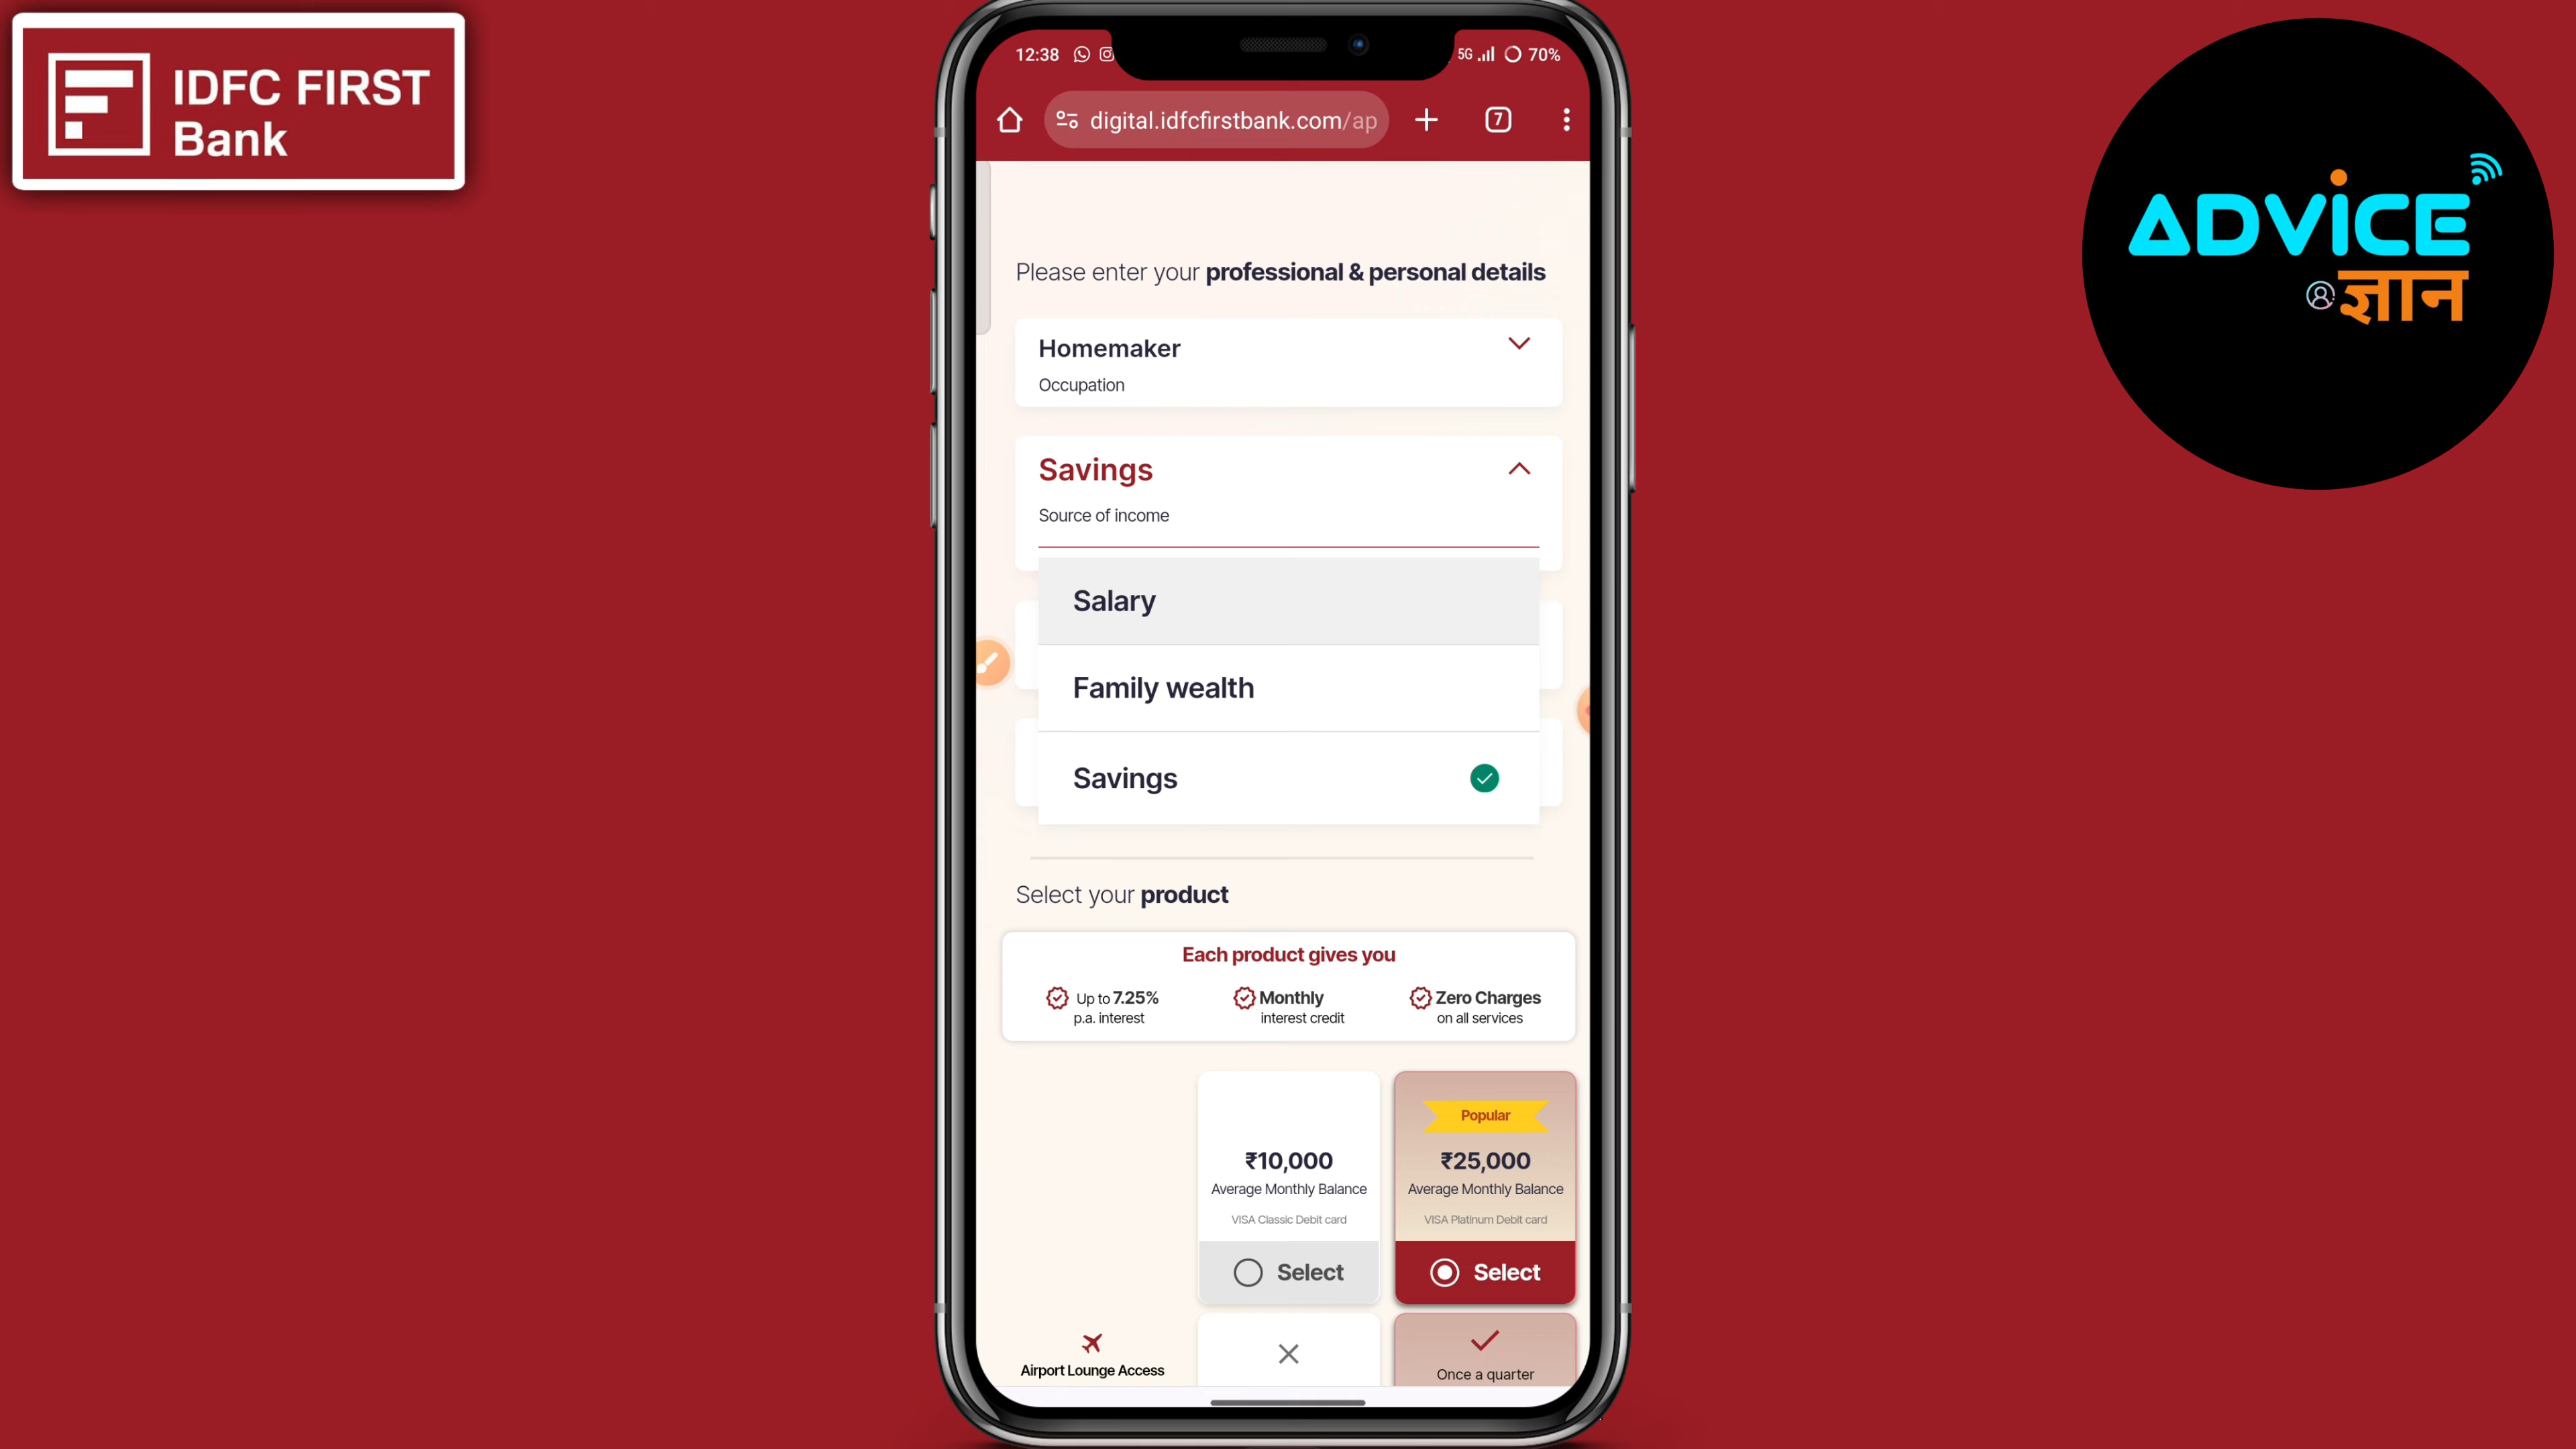 IDFC FIRST
Bank
ADVICE
ज्ञान
12:38
5G
70%
digital.idfcfirstbank.com/ap
7
Please enter your professional & personal details
Homemaker
Occupation
Savings
Source of income
Salary
Family wealth
Savings
Select your product
Each product gives you
Up to 7.25%
p.a. interest
Monthly
interest credit
Zero Charges
on all services
₹10,000
Average Monthly Balance
VISA Classic Debit card
Select
Popular
₹25,000
Average Monthly Balance
VISA Platinum Debit card
Select
Airport Lounge Access
Once a quarter